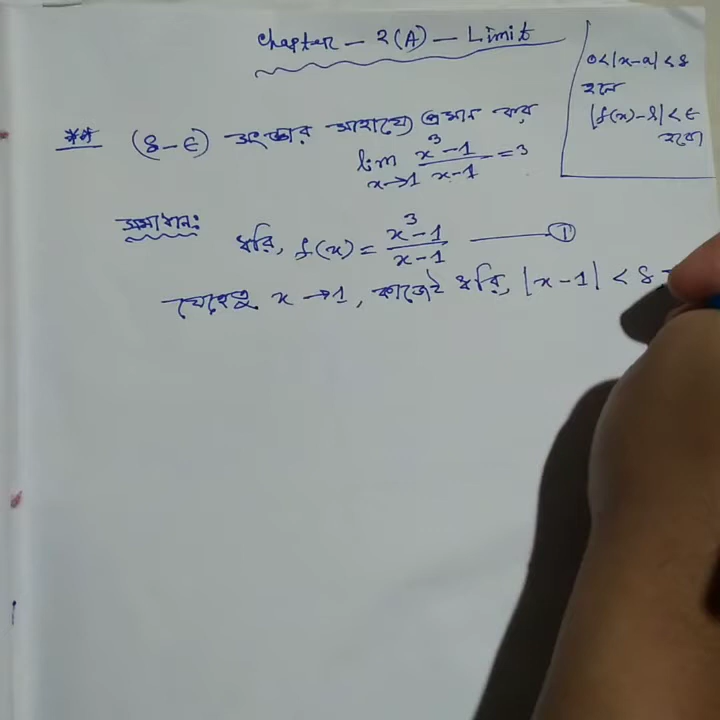 Chapter - 2(A) - Limit
0<|x-a|<δ
হলে
|f(x)-l|<ε
হবে
** (δ-ε) সংজ্ঞার সাহায্যে প্রমাণ কর
lim x→1 x³-1/x-1 = 3
সমাধান:
ধরি, f(x) = x³-1/x-1 ——— ①
যেহেতু x→1, কাজেই ধরি, |x-1| < δ